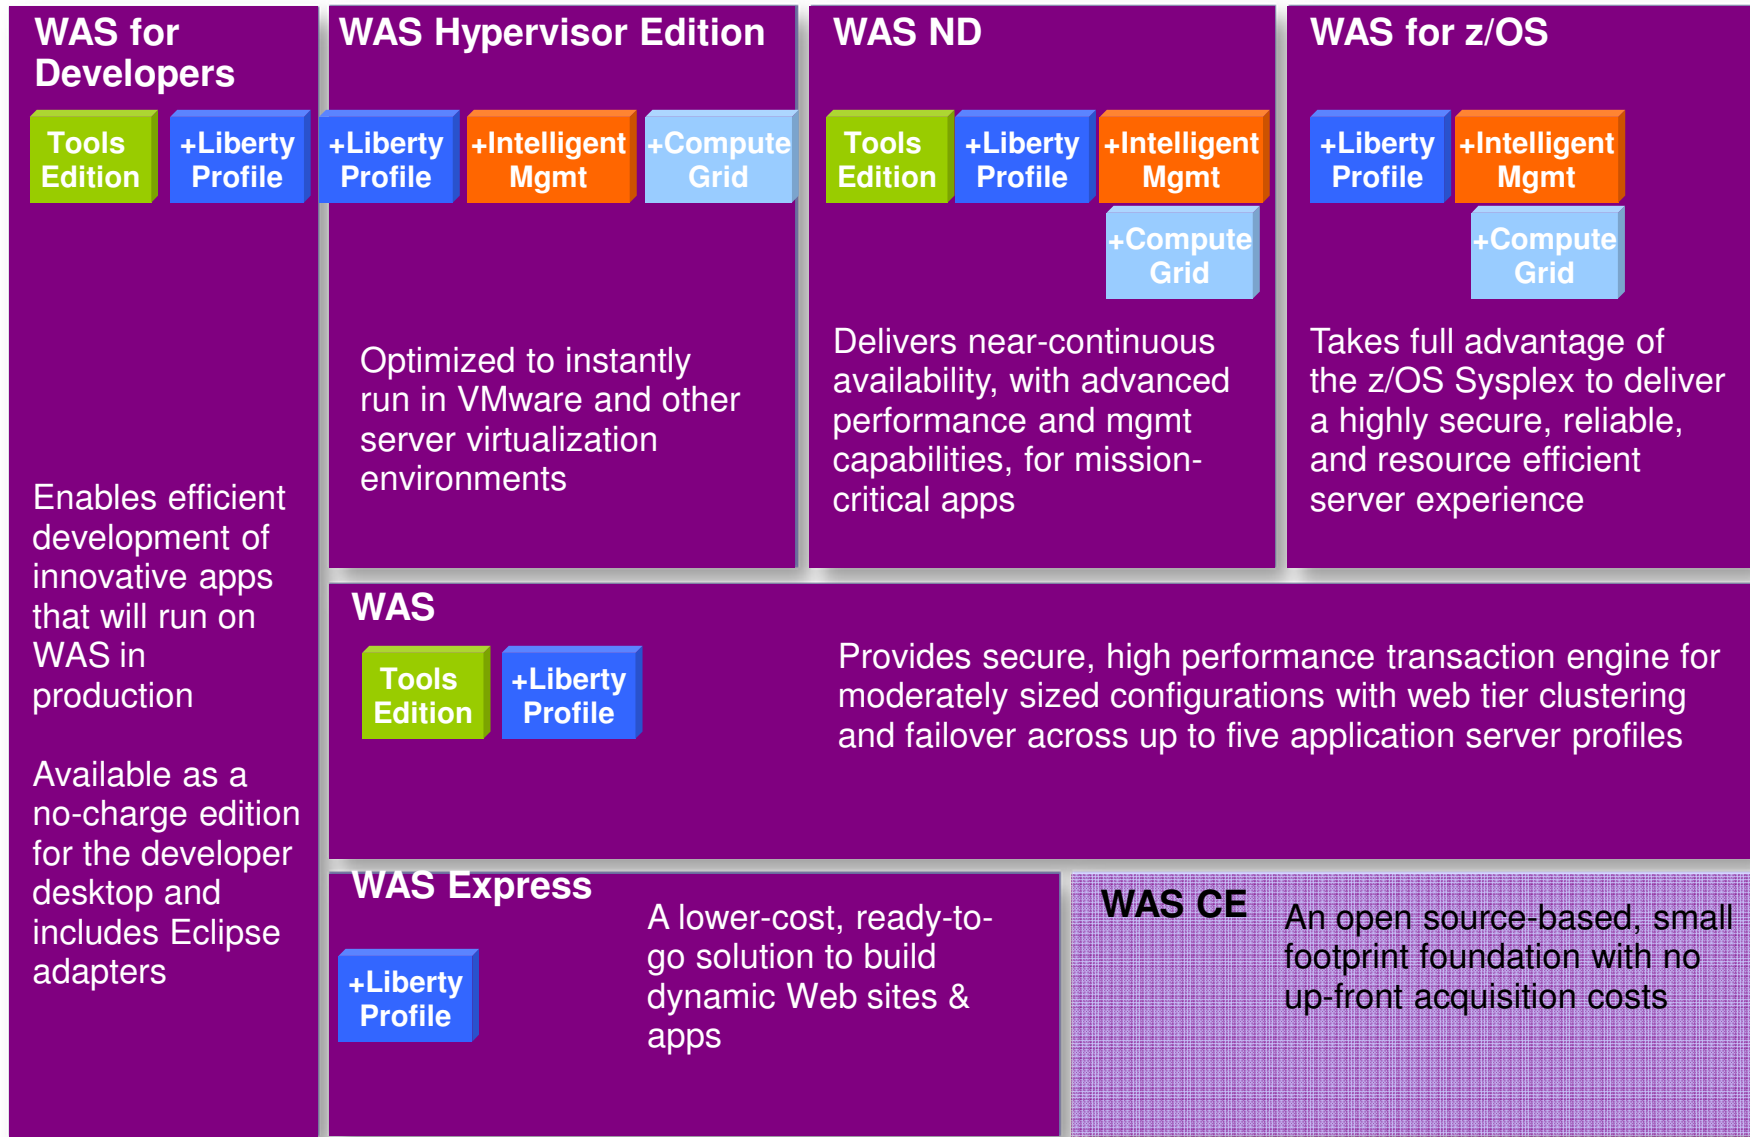 WAS for
Developers
Tools
Edition
+Liberty
Profile
Enables efficient
development of
innovative apps
that will run on
WAS in
production
Available as a
no-charge edition
for the developer
desktop and
includes Eclipse
adapters
WAS Hypervisor Edition
+Liberty
Profile
+Intelligent
Mgmt
+Compute
Grid
Optimized to instantly
run in VMware and other
server virtualization
environments
WAS ND
Tools
Edition
+Liberty
Profile
+Intelligent
Mgmt
+Compute
Grid
Delivers near-continuous
availability, with advanced
performance and mgmt
capabilities, for mission-
critical apps
WAS for z/OS
+Liberty
Profile
+Intelligent
Mgmt
+Compute
Grid
Takes full advantage of
the z/OS Sysplex to deliver
a highly secure, reliable,
and resource efficient
server experience
WAS
Tools
Edition
+Liberty
Profile
Provides secure, high performance transaction engine for
moderately sized configurations with web tier clustering
and failover across up to five application server profiles
WAS Express
+Liberty
Profile
A lower-cost, ready-to-
go solution to build
dynamic Web sites &
apps
WAS CE
An open source-based, small
footprint foundation with no
up-front acquisition costs